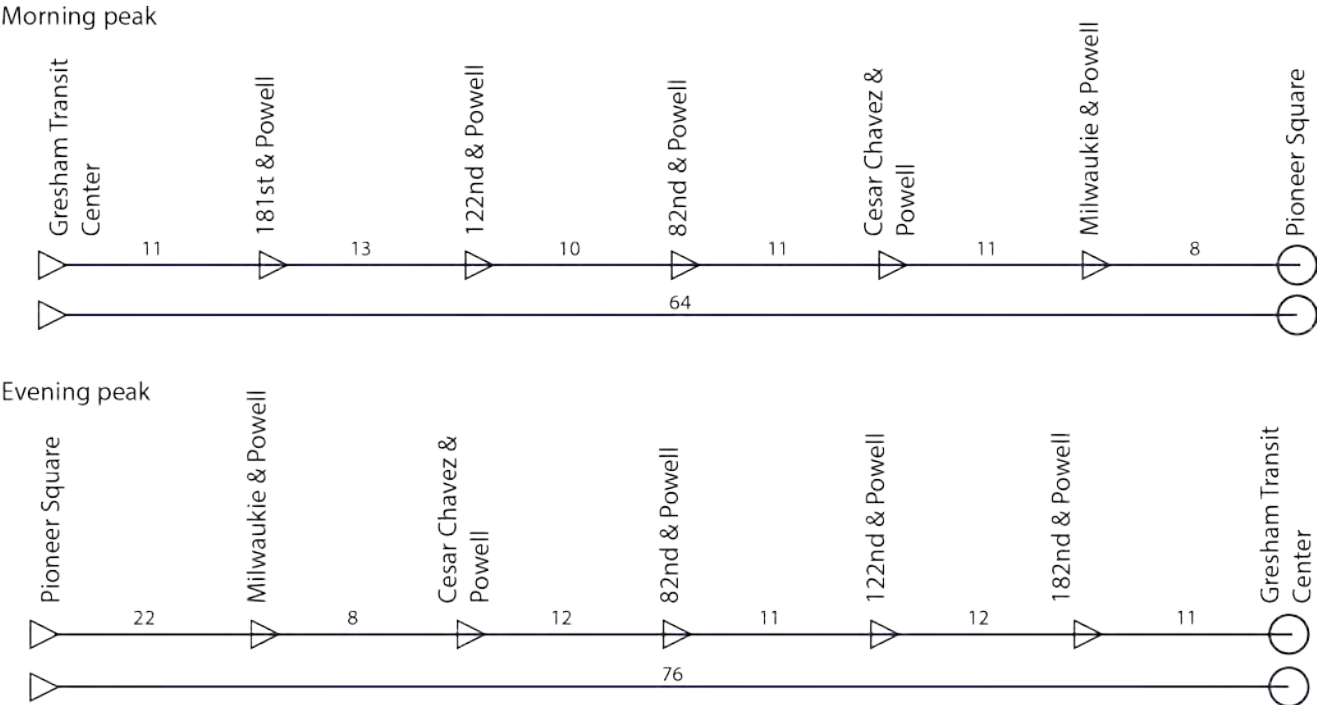 Morning peak
Gresham Transit
Center
181st & Powell
122nd & Powell
82nd & Powell
Cesar Chavez &
Powell
Milwaukie & Powell
Pioneer Square
11
13
10
11
11
8
64
Evening peak
Pioneer Square
Milwaukie & Powell
Cesar Chavez &
Powell
82nd & Powell
122nd & Powell
182nd & Powell
Gresham Transit
Center
22
8
12
11
12
11
76